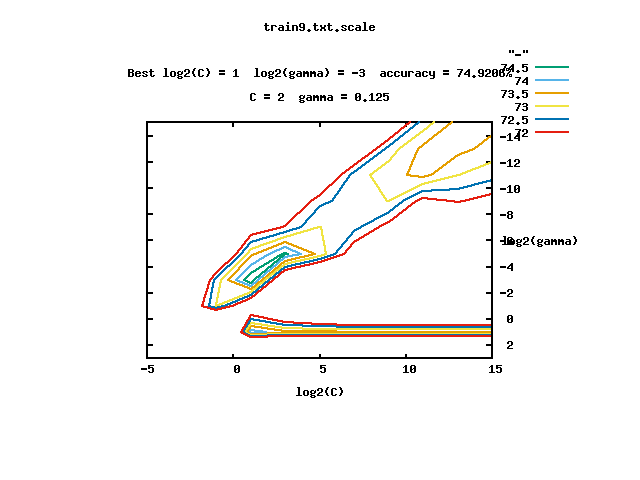 train9.txt.scale
"-"
Best log2(C) = 1 log2(gamma) = -3 accuracy = 74.9206%
74.5
74
73.5
C = 2 gamma = 0.125
73
72.5
72
-14
-12
-10
-8
-6
log2(gamma)
-4
-2
0
2
-5 0 5 10 15
log2(C)